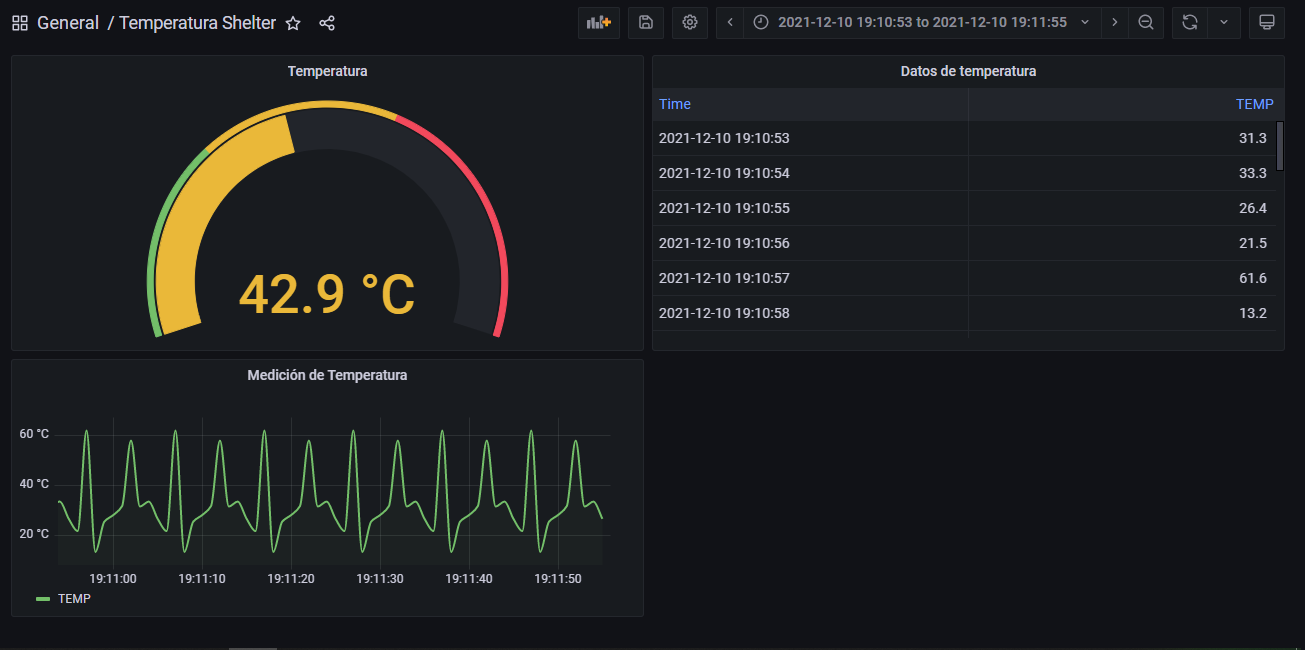 General / Temperatura Shelter
2021-12-10 19:10:53 to 2021-12-10 19:11:55
Temperatura
42.9 °C
Datos de temperatura
Time TEMP
2021-12-10 19:10:53 31.3
2021-12-10 19:10:54 33.3
2021-12-10 19:10:55 26.4
2021-12-10 19:10:56 21.5
2021-12-10 19:10:57 61.6
2021-12-10 19:10:58 13.2
Medición de Temperatura
60 °C
40 °C
20 °C
19:11:00 19:11:10 19:11:20 19:11:30 19:11:40 19:11:50
TEMP